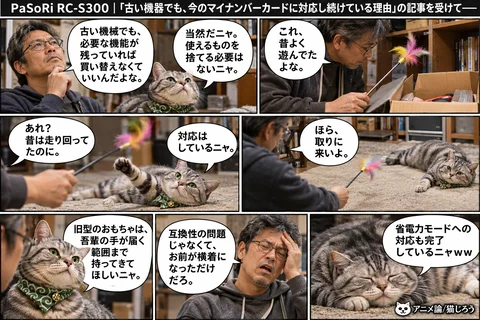 PaSoRi RC-S300｜「古い機器でも、今のマイナンバーカードに対応し続けている理由」の記事を受けて──
古い機械でも、
必要な機能が
残っていれば
買い替えなくて
いいんだよな。
当然だニャ。
使えるものを
捨てる必要は
ないニャ。
これ、
昔よく
遊んでた
よな。
あれ？
昔は走り回って
たのに。
対応は
しているニャ。
ほら、
取りに
来いよ。
旧型のおもちゃは、
吾輩の手が届く
範囲まで
持ってきて
ほしいニャ。
互換性の問題
じゃなくて、
お前が横着に
なっただけ
だろ。
省電力モードへの
対応も完了
しているニャｗｗ
アニメ論/猫じろう